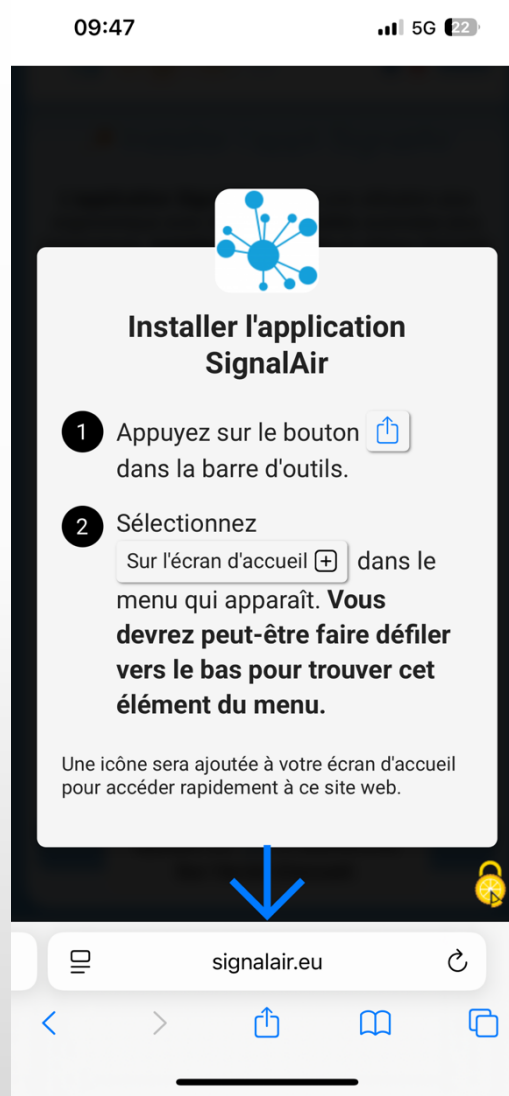 09:47
5G 22
Installer l'application
SignalAir
1 Appuyez sur le bouton
dans la barre d'outils.
2 Sélectionnez
Sur l'écran d'accueil dans le
menu qui apparaît. Vous
devrez peut-être faire défiler
vers le bas pour trouver cet
élément du menu.
Une icône sera ajoutée à votre écran d'accueil
pour accéder rapidement à ce site web.
signalair.eu